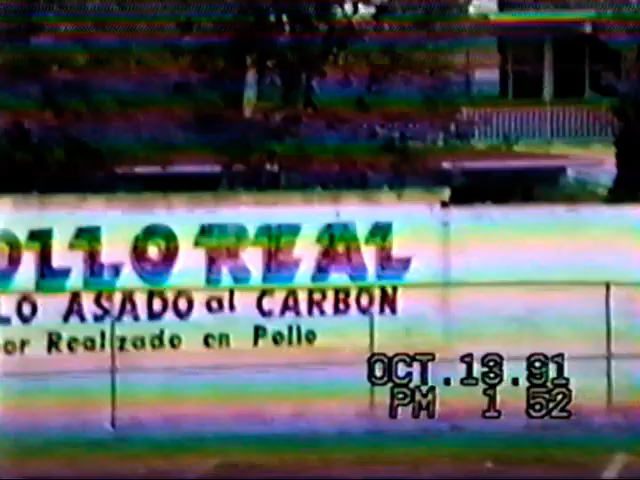 OLLO REAL
LO ASADO al CARBON
or Realizado en Pollo
OCT.13.91
PM 1 52